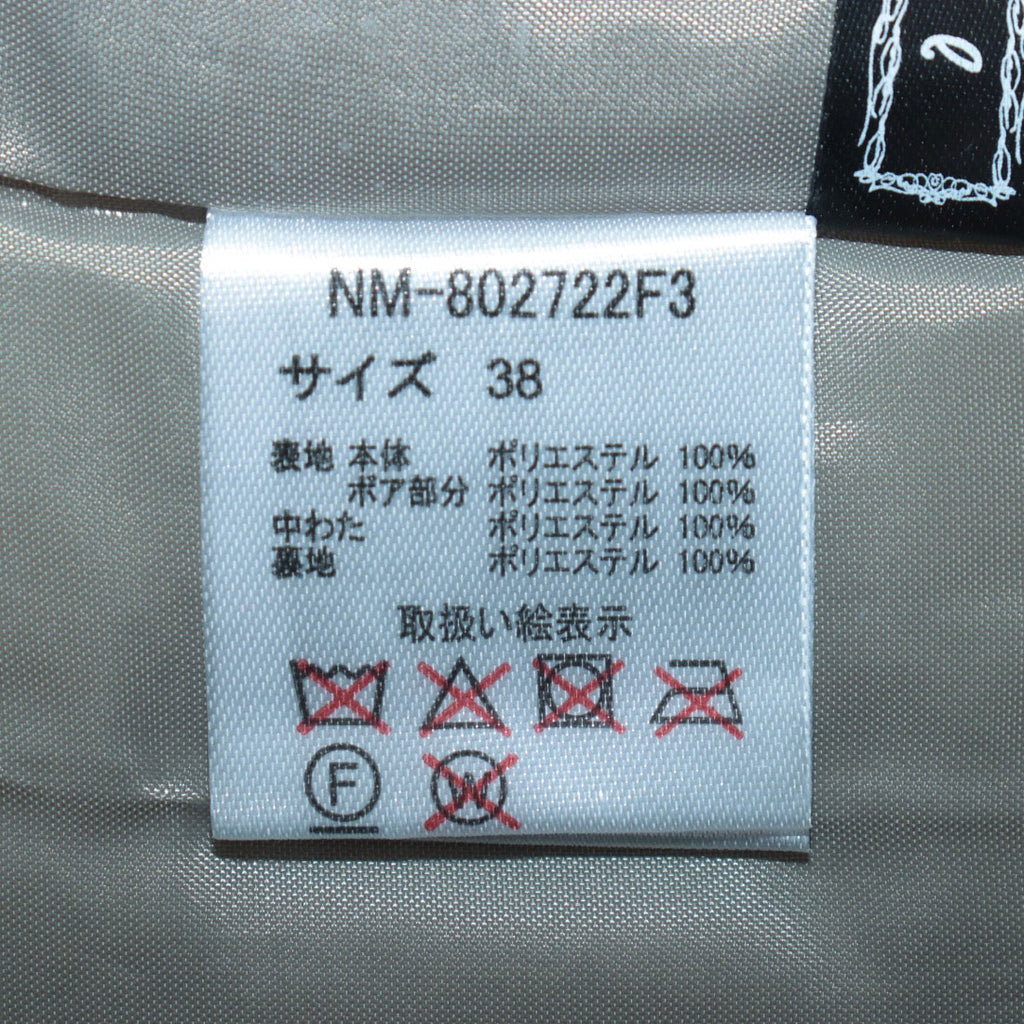 e
NM-802722F3
サイズ 38
表地 本体 ポリエステル 100%
ボア部分 ポリエステル 100%
中わた ポリエステル 100%
裏地 ポリエステル 100%
取扱い絵表示
F W